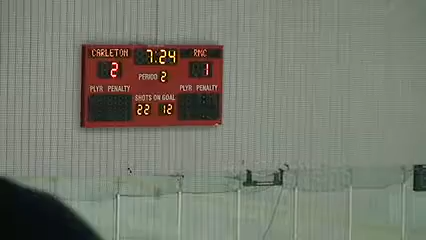 CARLETON 7:24 RMC
2 1
PERIOD 2
PLYR PENALTY PLYR PENALTY
SHOTS ON GOAL
22 12